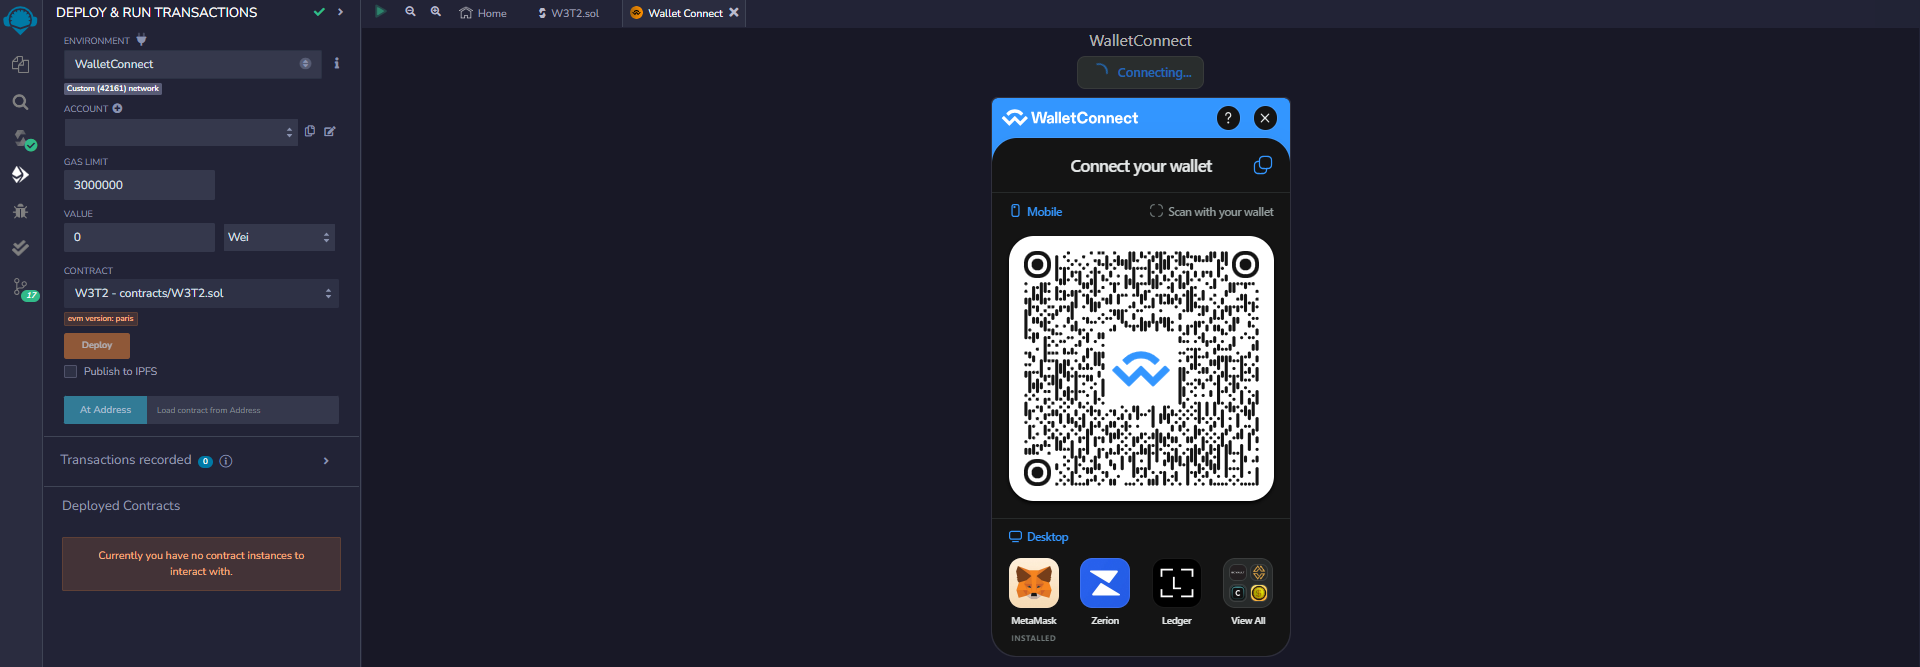 DEPLOY & RUN TRANSACTIONS
ENVIRONMENT
WalletConnect
Custom (42161) network
ACCOUNT
GAS LIMIT
3000000
VALUE
0
Wei
CONTRACT
W3T2 - contracts/W3T2.sol
evm version: paris
Deploy
Publish to IPFS
At Address
Load contract from Address
Transactions recorded 0
Deployed Contracts
Currently you have no contract instances to
interact with.
17
Home
W3T2.sol
Wallet Connect
WalletConnect
Connecting...
WalletConnect
?
Connect your wallet
Mobile
Scan with your wallet
Desktop
MetaMask
INSTALLED
Zerion
Ledger
View All